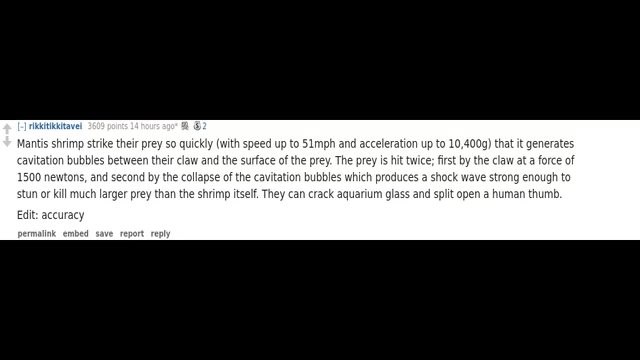 [–] rikkitikkitavei 3609 points 14 hours ago* 2
Mantis shrimp strike their prey so quickly (with speed up to 51mph and acceleration up to 10,400g) that it generates
cavitation bubbles between their claw and the surface of the prey. The prey is hit twice; first by the claw at a force of
1500 newtons, and second by the collapse of the cavitation bubbles which produces a shock wave strong enough to
stun or kill much larger prey than the shrimp itself. They can crack aquarium glass and split open a human thumb.
Edit: accuracy
permalink embed save report reply